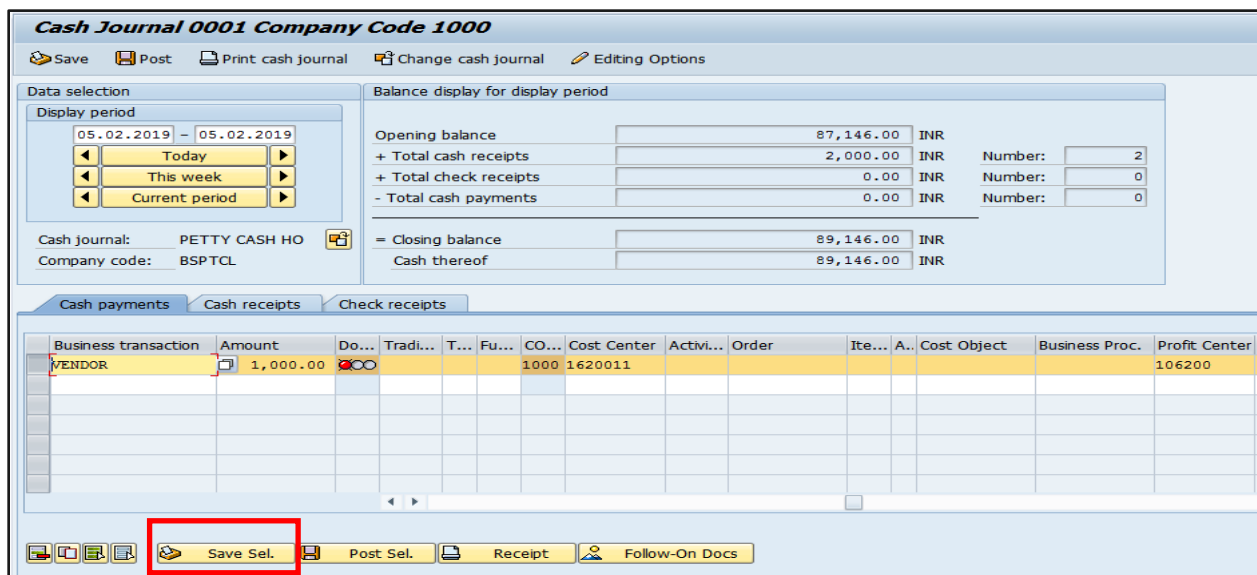 Cash Journal 0001 Company Code 1000
Save Post Print cash journal Change cash journal Editing Options
Data selection
Display period
05.02.2019 - 05.02.2019
Today
This week
Current period
Cash journal: PETTY CASH HO
Company code: BSPTCL
Balance display for display period
Opening balance 87,146.00 INR
+ Total cash receipts 2,000.00 INR Number: 2
+ Total check receipts 0.00 INR Number: 0
- Total cash payments 0.00 INR Number: 0
= Closing balance 89,146.00 INR
Cash thereof 89,146.00 INR
Cash payments Cash receipts Check receipts
Business transaction Amount Do... Tradi... T... Fu... CO... Cost Center Activi... Order Ite... A.. Cost Object Business Proc. Profit Center
VENDOR 1,000.00 1000 1620011 106200
Save Sel. Post Sel. Receipt Follow-On Docs